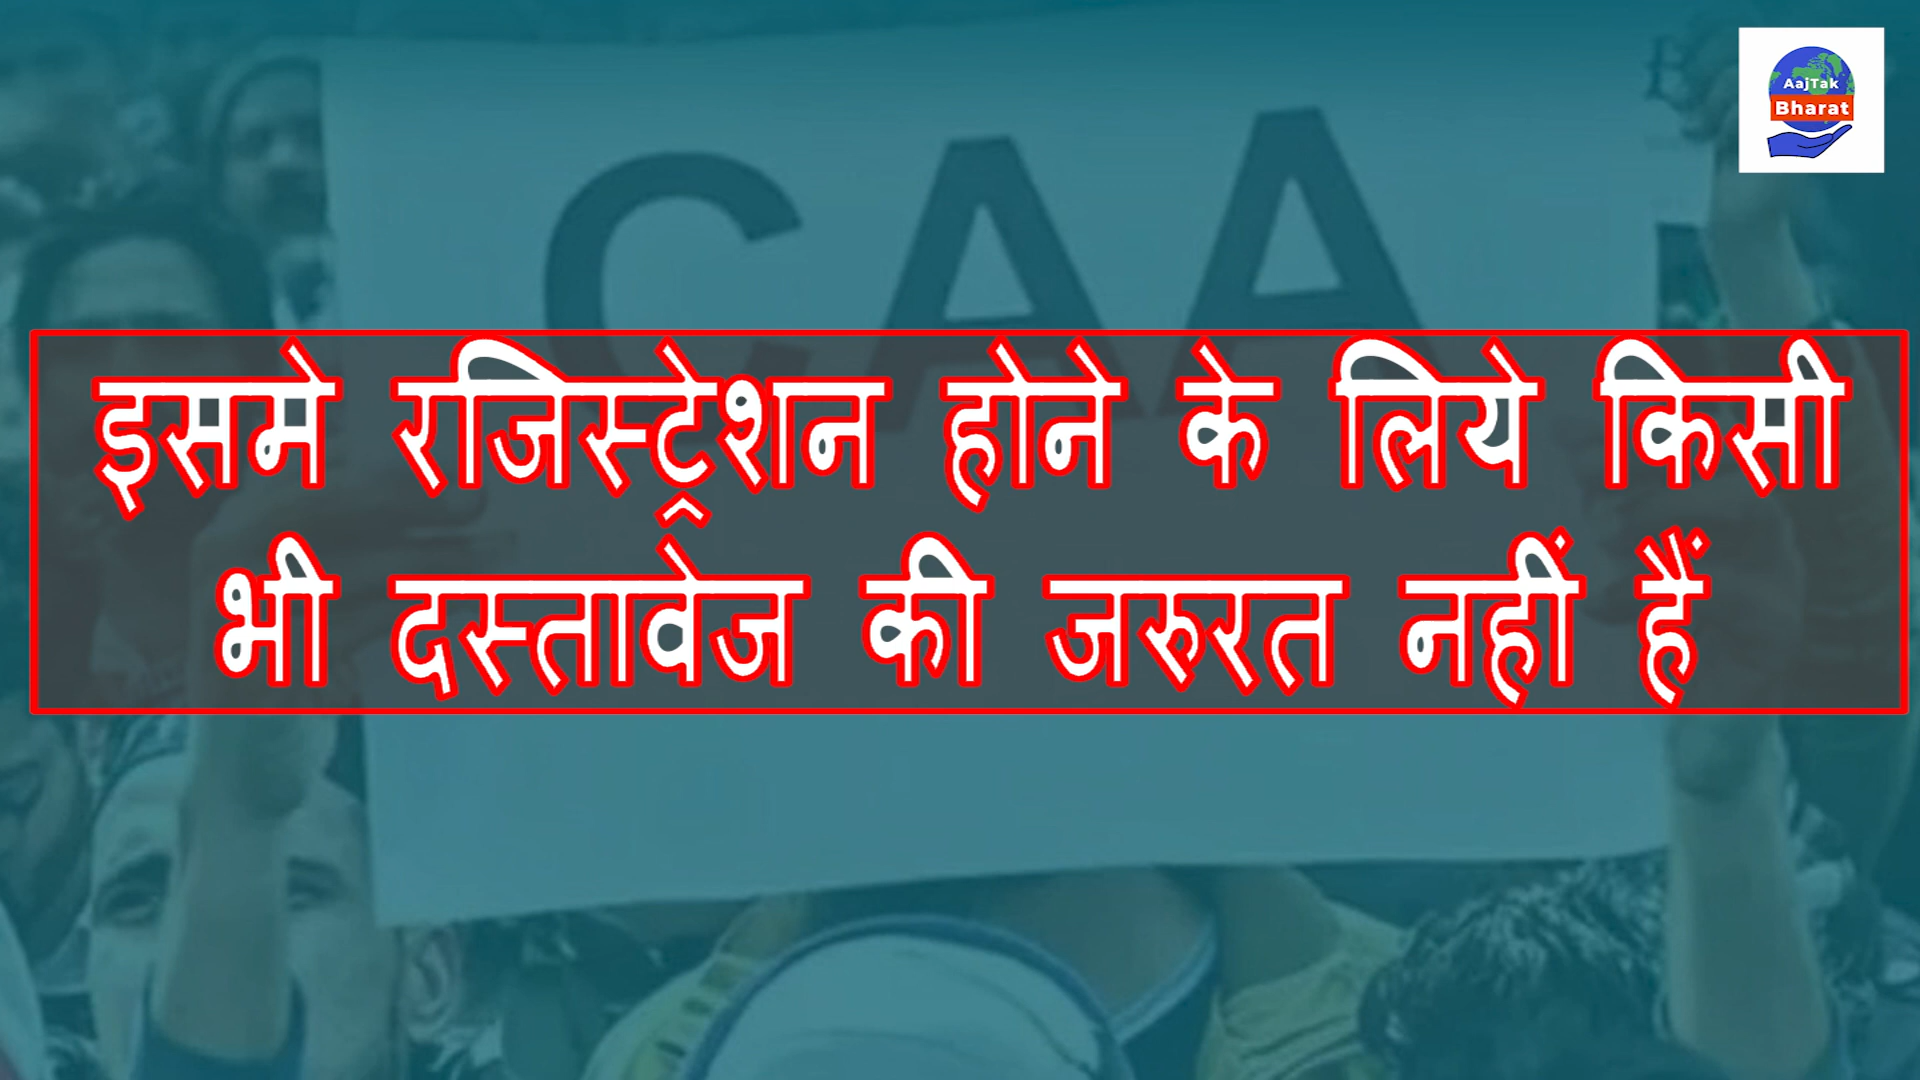 AajTak
Bharat
CAA
इसमे रजिस्ट्रेशन होने के लिये किसी
भी दस्तावेज की जरुरत नहीं हैं